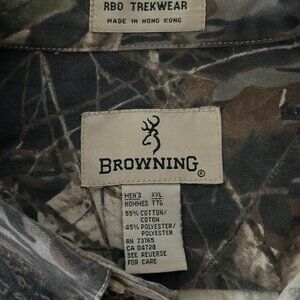 RBO TREKWEAR
MADE IN HONG KONG
BROWNING®
MEN'S XXL
HOMMES TTG
55% COTTON/
COTON
45% POLYESTER/
POLYESTER
RN 73765
CA 04728
SEE REVERSE
FOR CARE